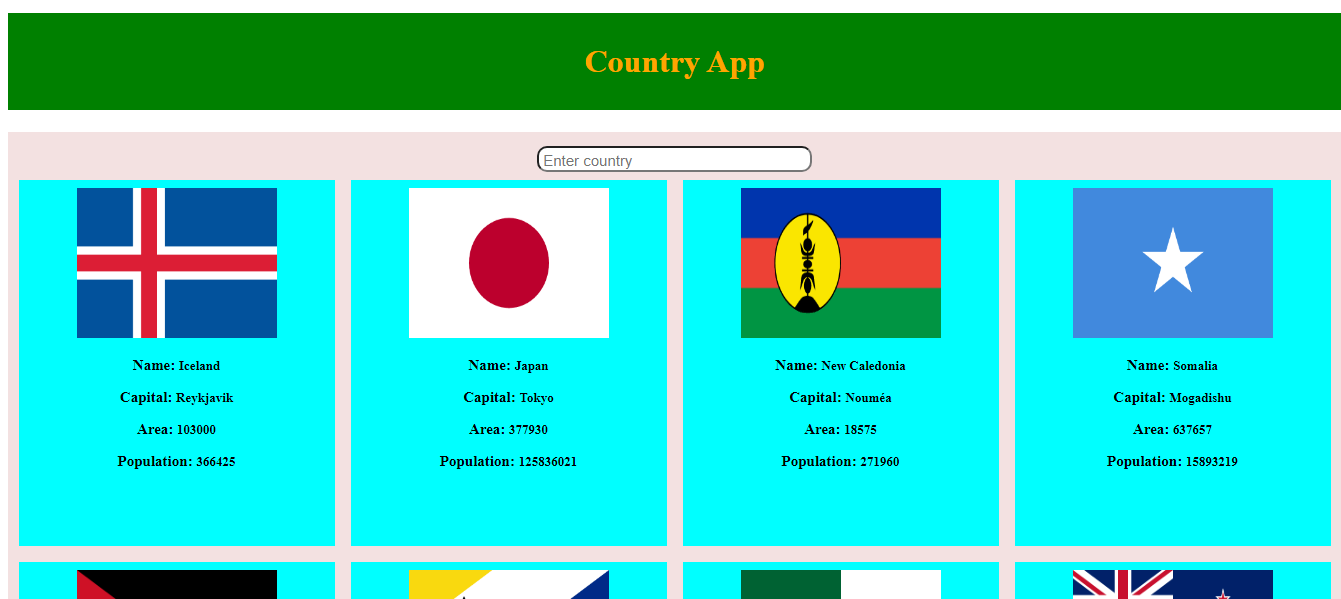 Country App
Enter country
Name: Iceland
Capital: Reykjavik
Area: 103000
Population: 366425
Name: Japan
Capital: Tokyo
Area: 377930
Population: 125836021
Name: New Caledonia
Capital: Nouméa
Area: 18575
Population: 271960
Name: Somalia
Capital: Mogadishu
Area: 637657
Population: 15893219